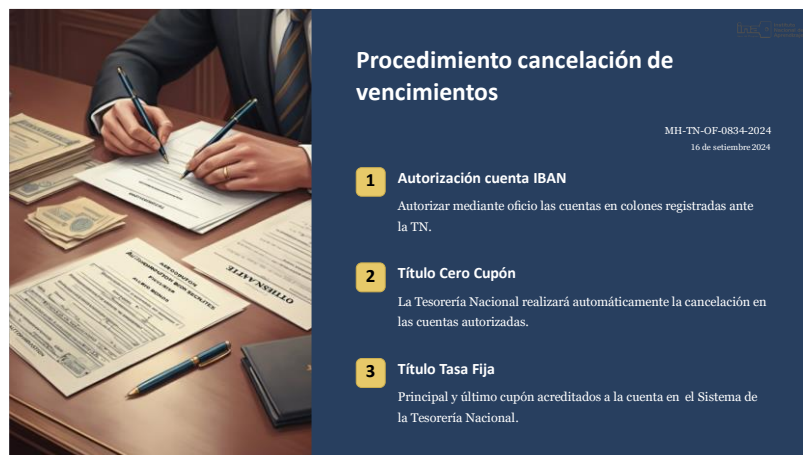 Procedimiento cancelación de
vencimientos
MH-TN-OF-0834-2024
16 de setiembre 2024
1
Autorización cuenta IBAN
Autorizar mediante oficio las cuentas en colones registradas ante
la TN.
2
Título Cero Cupón
La Tesorería Nacional realizará automáticamente la cancelación en
las cuentas autorizadas.
3
Título Tasa Fija
Principal y último cupón acreditados a la cuenta en el Sistema de
la Tesorería Nacional.